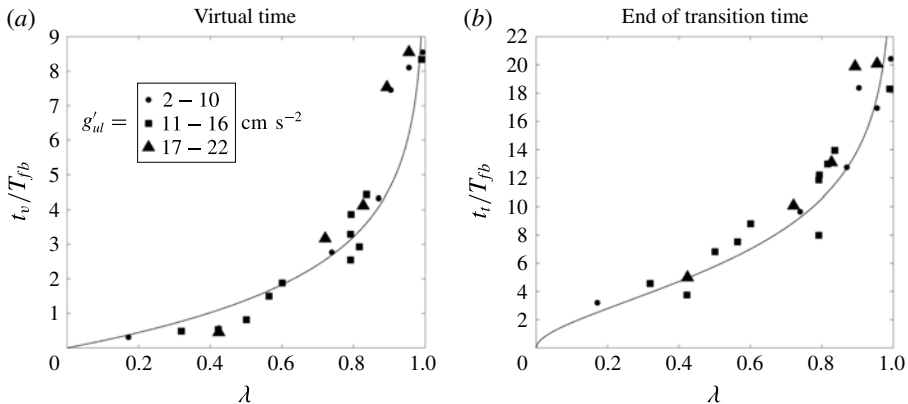 (a) Virtual time
9
8
7
6
5
4
3
2
1
0
0.2 0.4 0.6 0.8 1.0
t_v/T_fb
λ
g′_ul =
2 – 10
11 – 16
17 – 22
cm s⁻²
(b) End of transition time
22
20
18
16
14
12
10
8
6
4
2
0 0.2 0.4 0.6 0.8 1.0
t_t/T_fb
λ